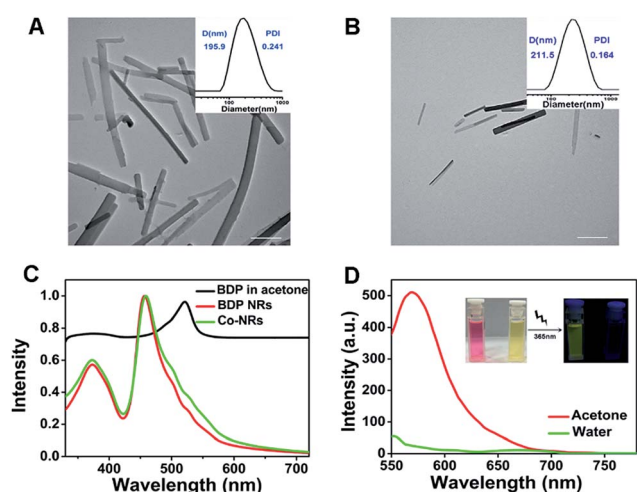 A
D(nm) PDI
195.9 0.241
100 1000
Diameter(nm)
B
D(nm) PDI
211.5 0.164
100 1000
Diameter(nm)
C
BDP in acetone
BDP NRs
Co-NRs
Intensity
1.0
0.8
0.6
0.4
0.2
0.0
400 500 600 700
Wavelength (nm)
D
500
400
300
200
100
0
Intensity (a.u.)
365nm
Acetone
Water
550 600 650 700 750
Wavelength (nm)